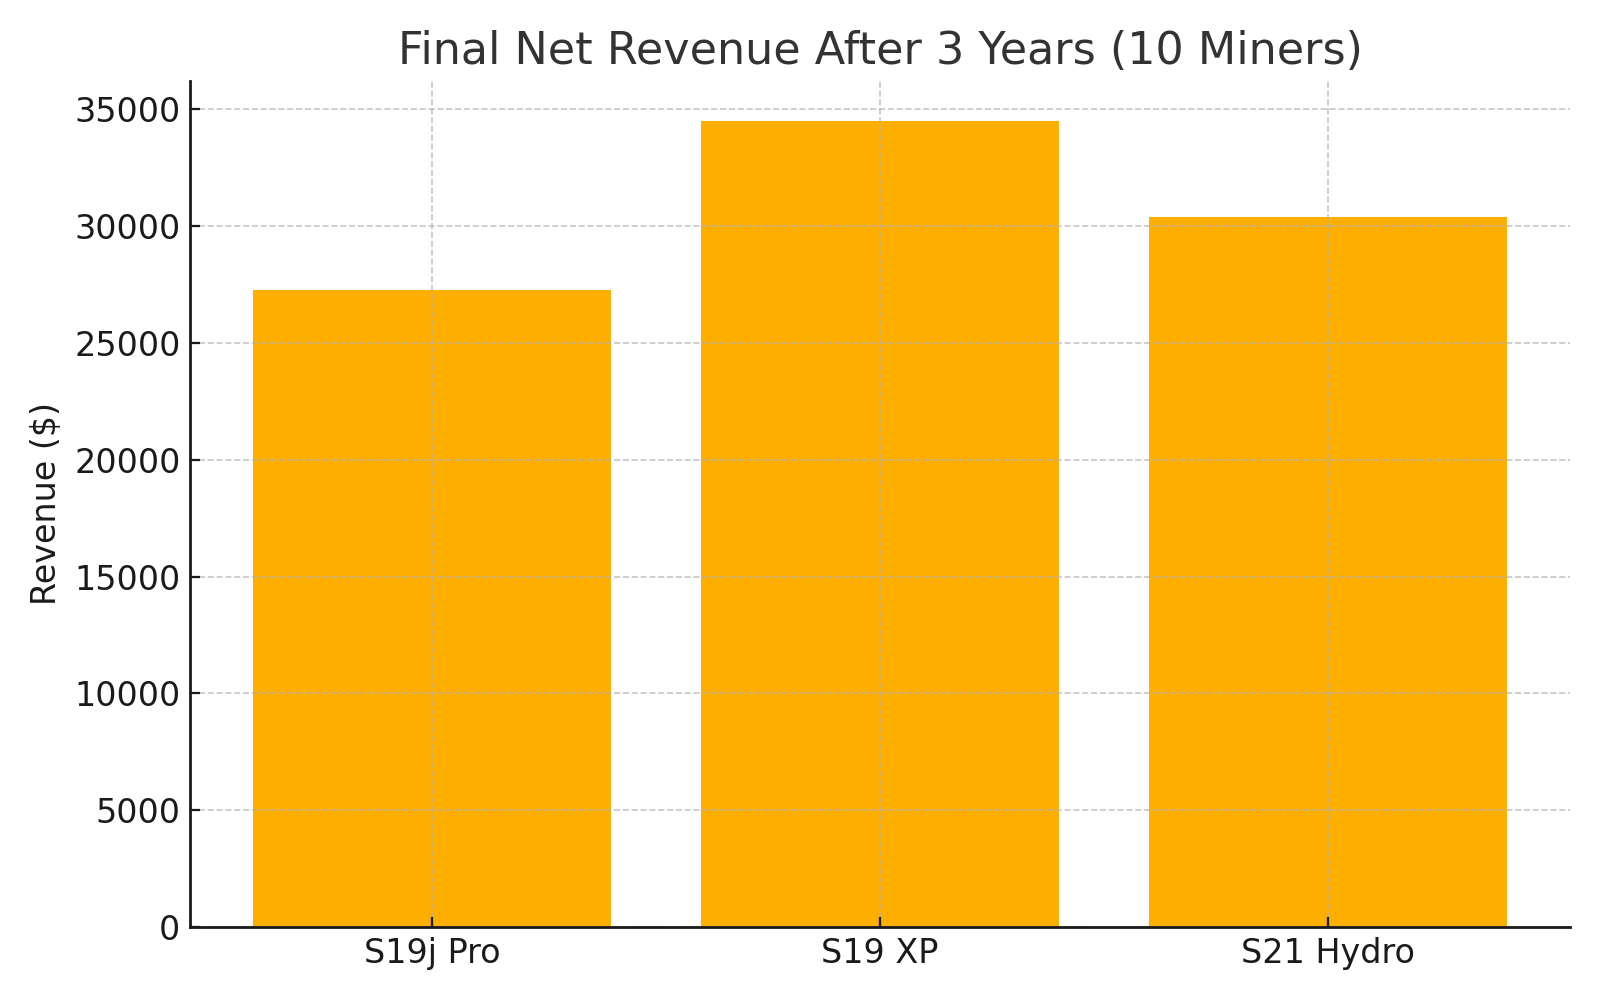 Final Net Revenue After 3 Years (10 Miners)
Revenue ($)
35000
30000
25000
20000
15000
10000
5000
0
S19j Pro
S19 XP
S21 Hydro